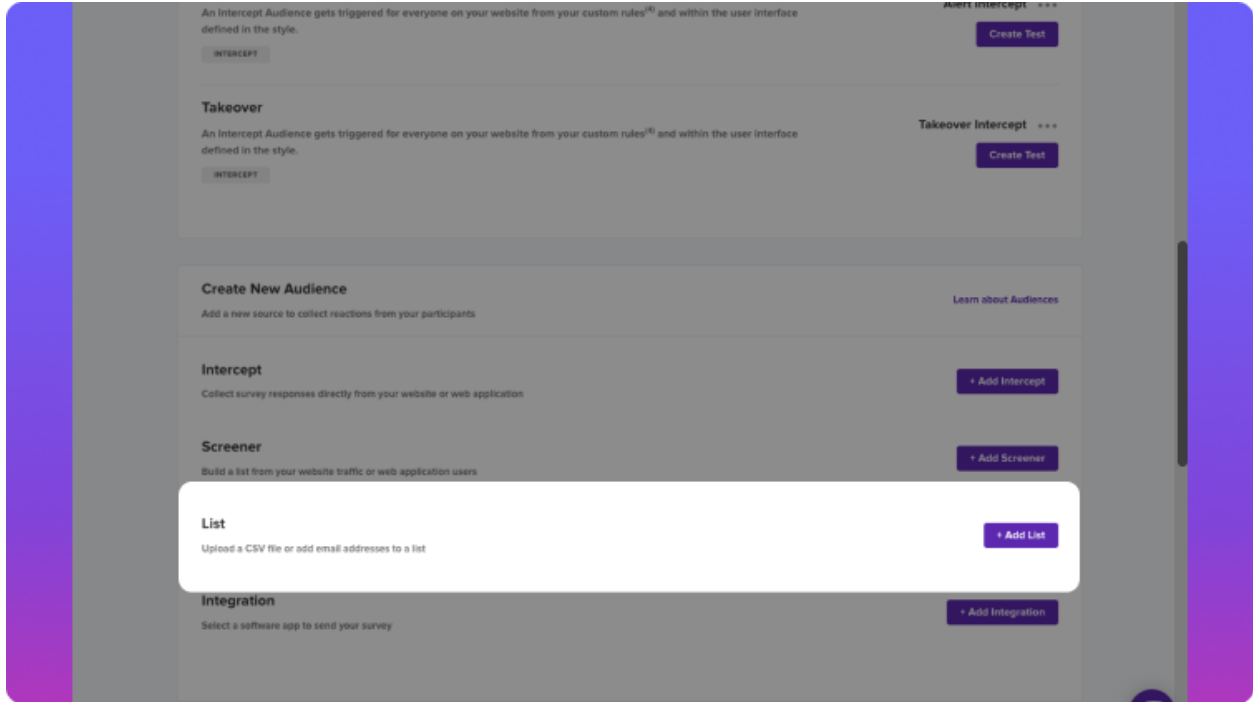 An Intercept Audience gets triggered for everyone on your website from your custom rules(4) and within the user interface
defined in the style.
Alert Intercept
Create Test
INTERCEPT
Takeover
An Intercept Audience gets triggered for everyone on your website from your custom rules(4) and within the user interface
defined in the style.
Takeover Intercept
Create Test
INTERCEPT
Create New Audience
Add a new source to collect reactions from your participants
Learn about Audiences
Intercept
Collect survey responses directly from your website or web application
+ Add Intercept
Screener
Build a list from your website traffic or web application users
+ Add Screener
List
Upload a CSV file or add email addresses to a list
+ Add List
Integration
Select a software app to send your survey
+ Add Integration